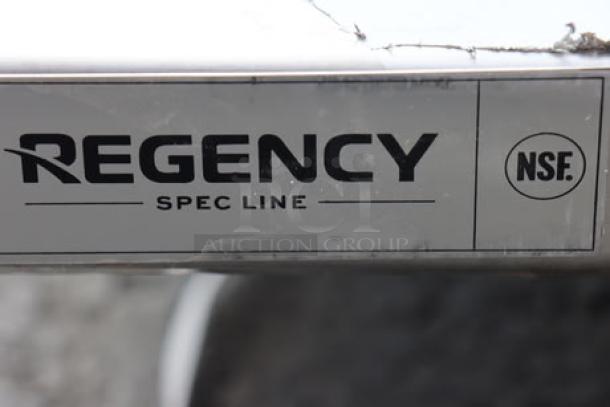 REGENCY
SPEC LINE
NSF.
AUCTION GROUP